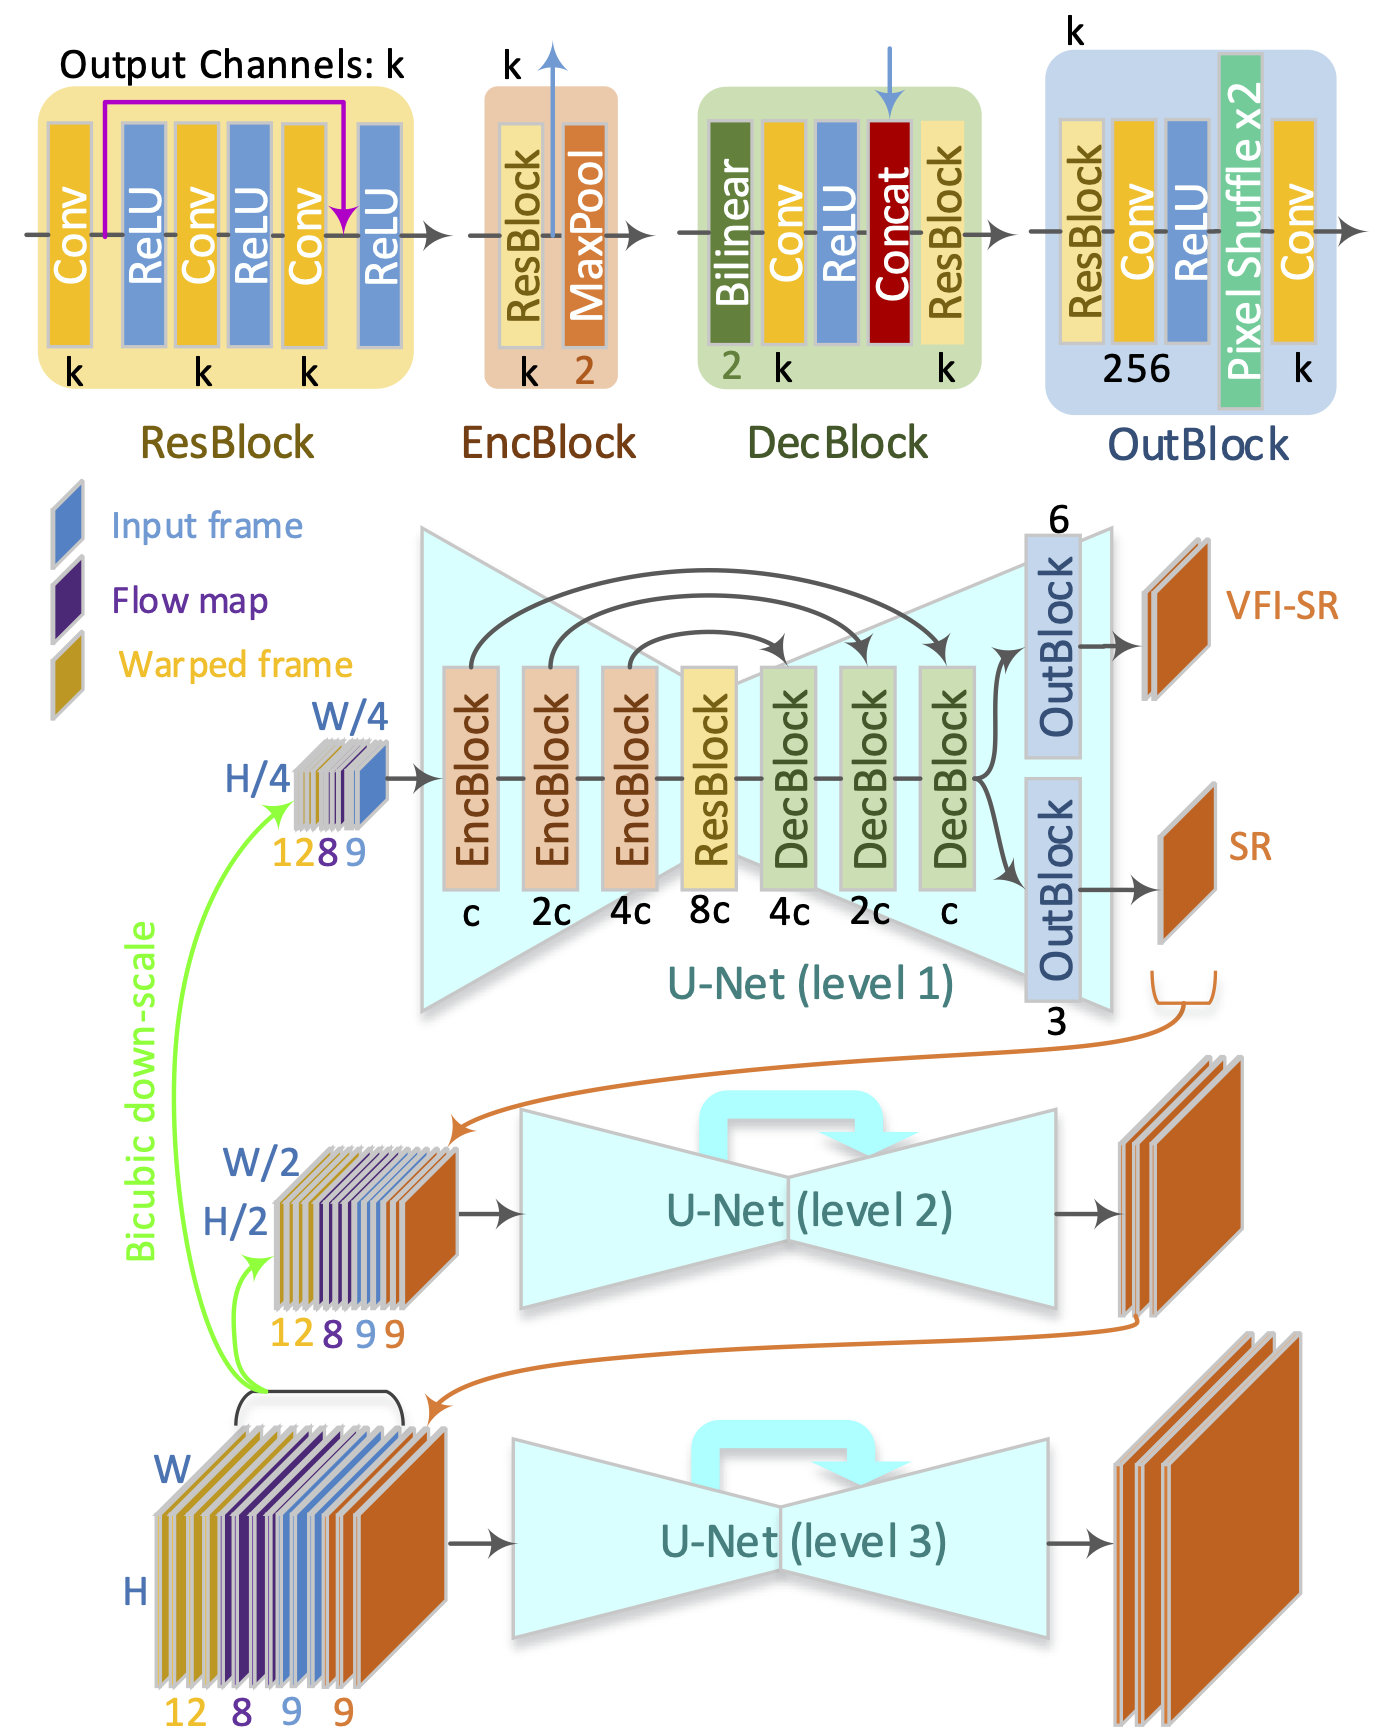 Output Channels: k
k
k
Conv
ReLU
Conv
ReLU
Conv
ReLU
k
k
k
ResBlock
MaxPool
k
2
Bilinear
Conv
ReLU
Concat
ResBlock
2
k
k
ResBlock
Conv
ReLU
Pixel Shuffle x2
Conv
256
k
ResBlock
EncBlock
DecBlock
OutBlock
Input frame
Flow map
Warped frame
W/4
H/4
12
8
9
EncBlock
EncBlock
EncBlock
ResBlock
DecBlock
DecBlock
DecBlock
c
2c
4c
8c
4c
2c
c
6
OutBlock
VFI-SR
OutBlock
3
SR
U-Net (level 1)
Bicubic down-scale
W/2
H/2
12
8
9
9
U-Net (level 2)
W
H
12
8
9
9
U-Net (level 3)